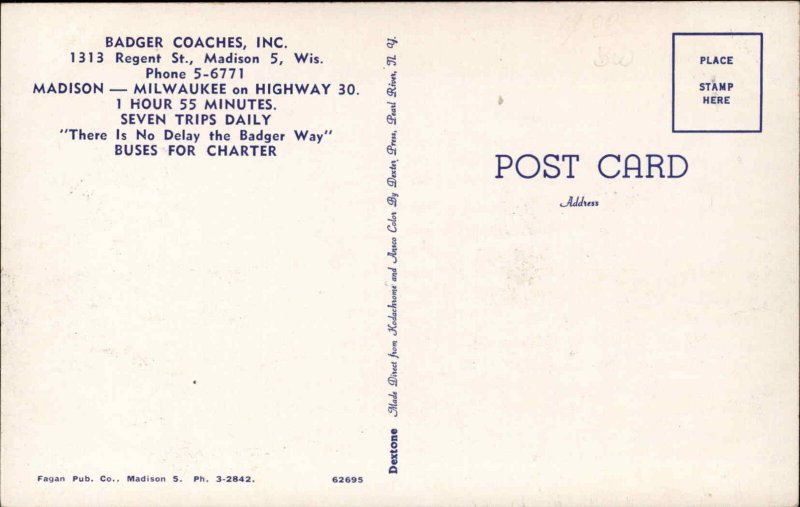 BADGER COACHES, INC.
1313 Regent St., Madison 5, Wis.
Phone 5-6771
MADISON — MILWAUKEE on HIGHWAY 30.
1 HOUR 55 MINUTES.
SEVEN TRIPS DAILY
"There Is No Delay the Badger Way"
BUSES FOR CHARTER
Fagan Pub. Co., Madison S. Ph. 3-2842.
62695
Dextone Made Direct from Kodachrome and Ansco Color By Dexter Press, Pearl River, N. Y.
PLACE
STAMP
HERE
POST CARD
Address